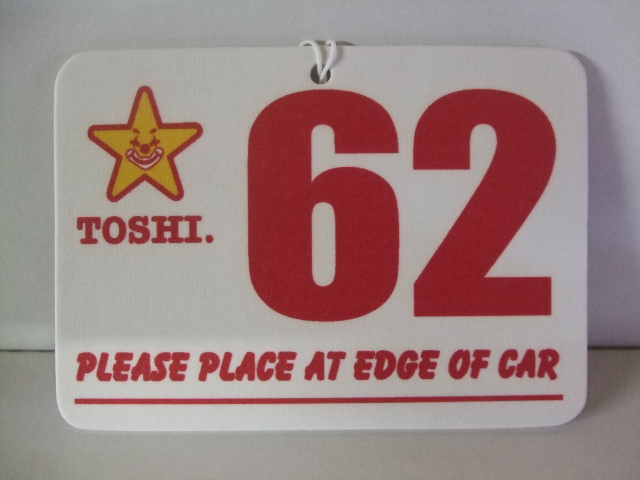 62
TOSHI.
PLEASE PLACE AT EDGE OF CAR